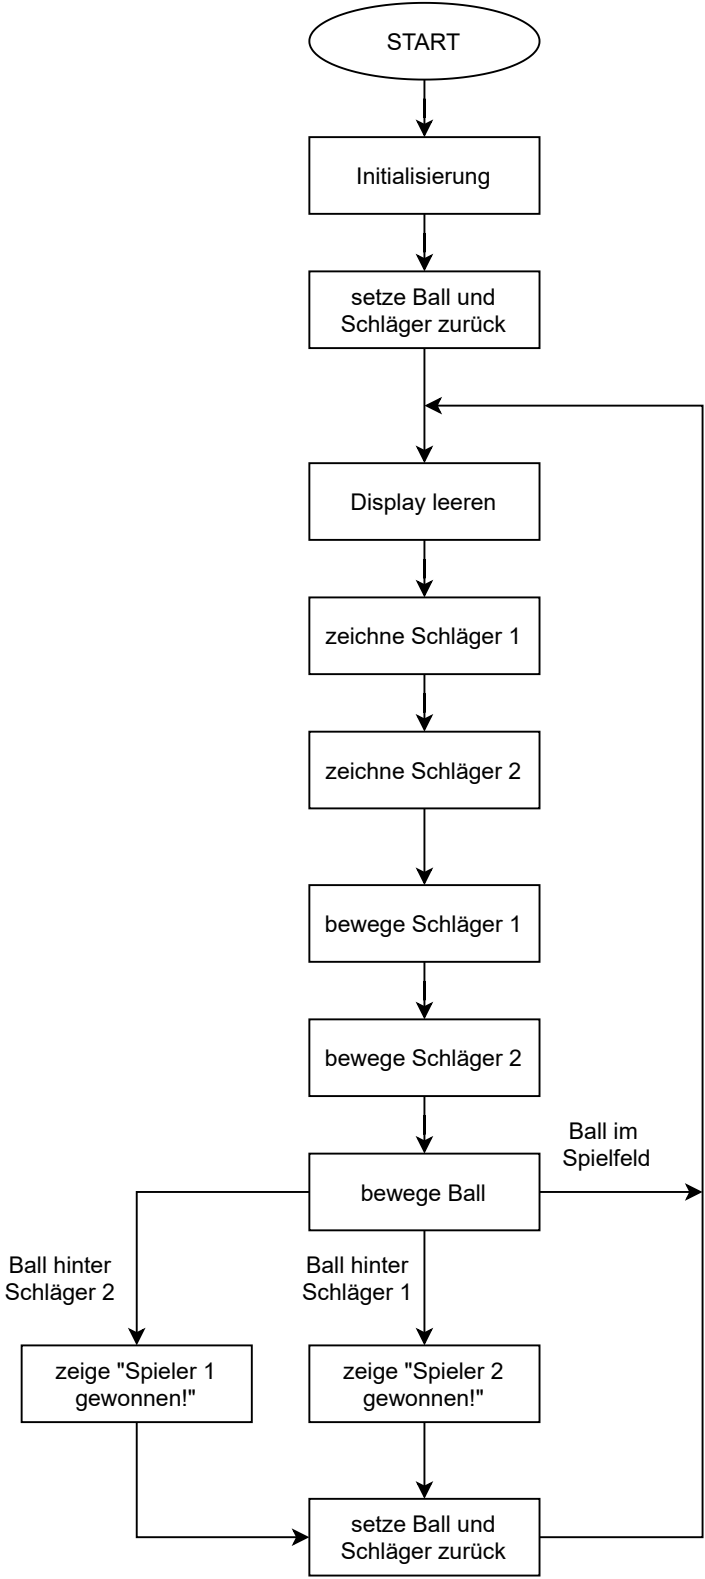 START
Initialisierung
setze Ball und
Schläger zurück
Display leeren
zeichne Schläger 1
zeichne Schläger 2
bewege Schläger 1
bewege Schläger 2
Ball im
Spielfeld
bewege Ball
Ball hinter
Schläger 2
Ball hinter
Schläger 1
zeige "Spieler 1
gewonnen!"
zeige "Spieler 2
gewonnen!"
setze Ball und
Schläger zurück